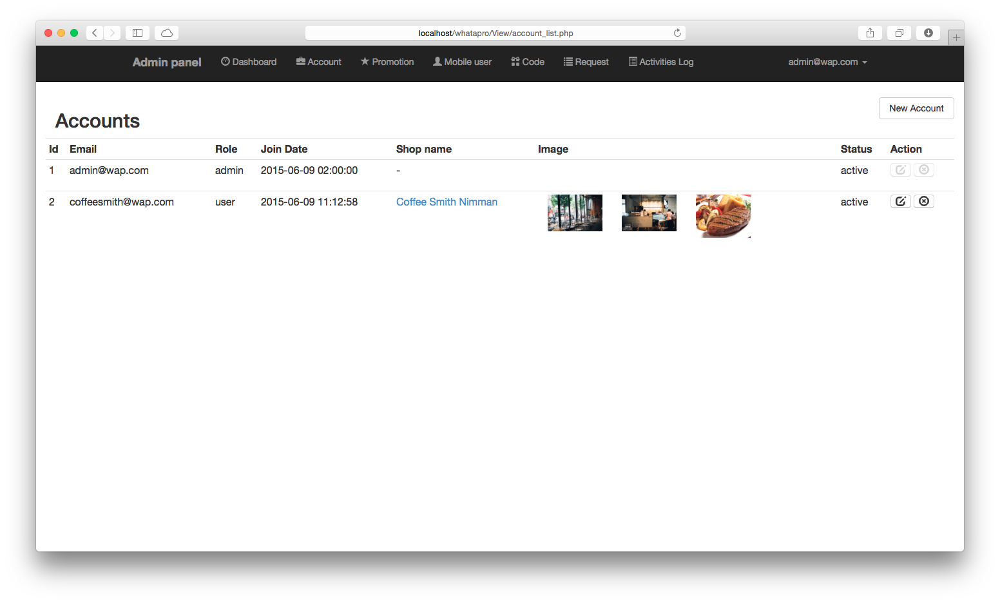 localhost/whatapro/View/account_list.php
Admin panel Dashboard Account Promotion Mobile user Code Request Activities Log admin@wap.com
New Account
Accounts
Id Email Role Join Date Shop name Image Status Action
1 admin@wap.com admin 2015-06-09 02:00:00 - active
2 coffeesmith@wap.com user 2015-06-09 11:12:58 Coffee Smith Nimman active